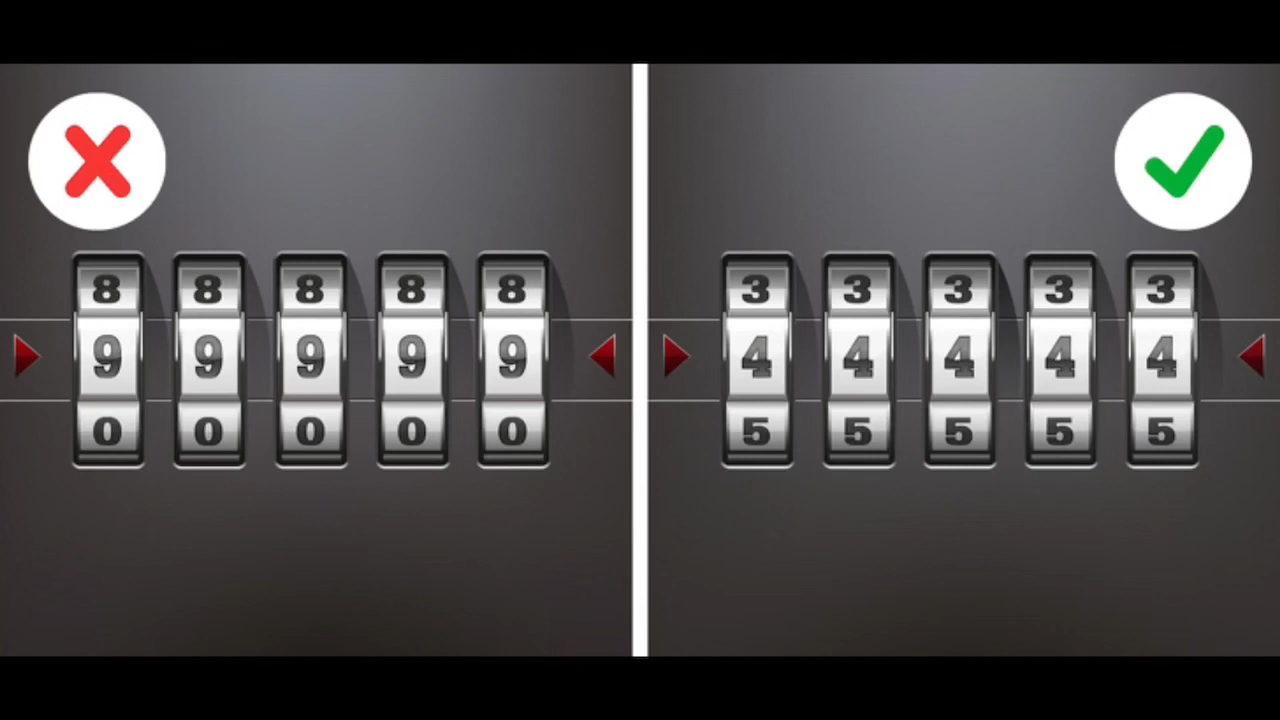 8 8 8 8 8
9 9 9 9 9
0 0 0 0 0
3 3 3 3 3
4 4 4 4 4
5 5 5 5 5